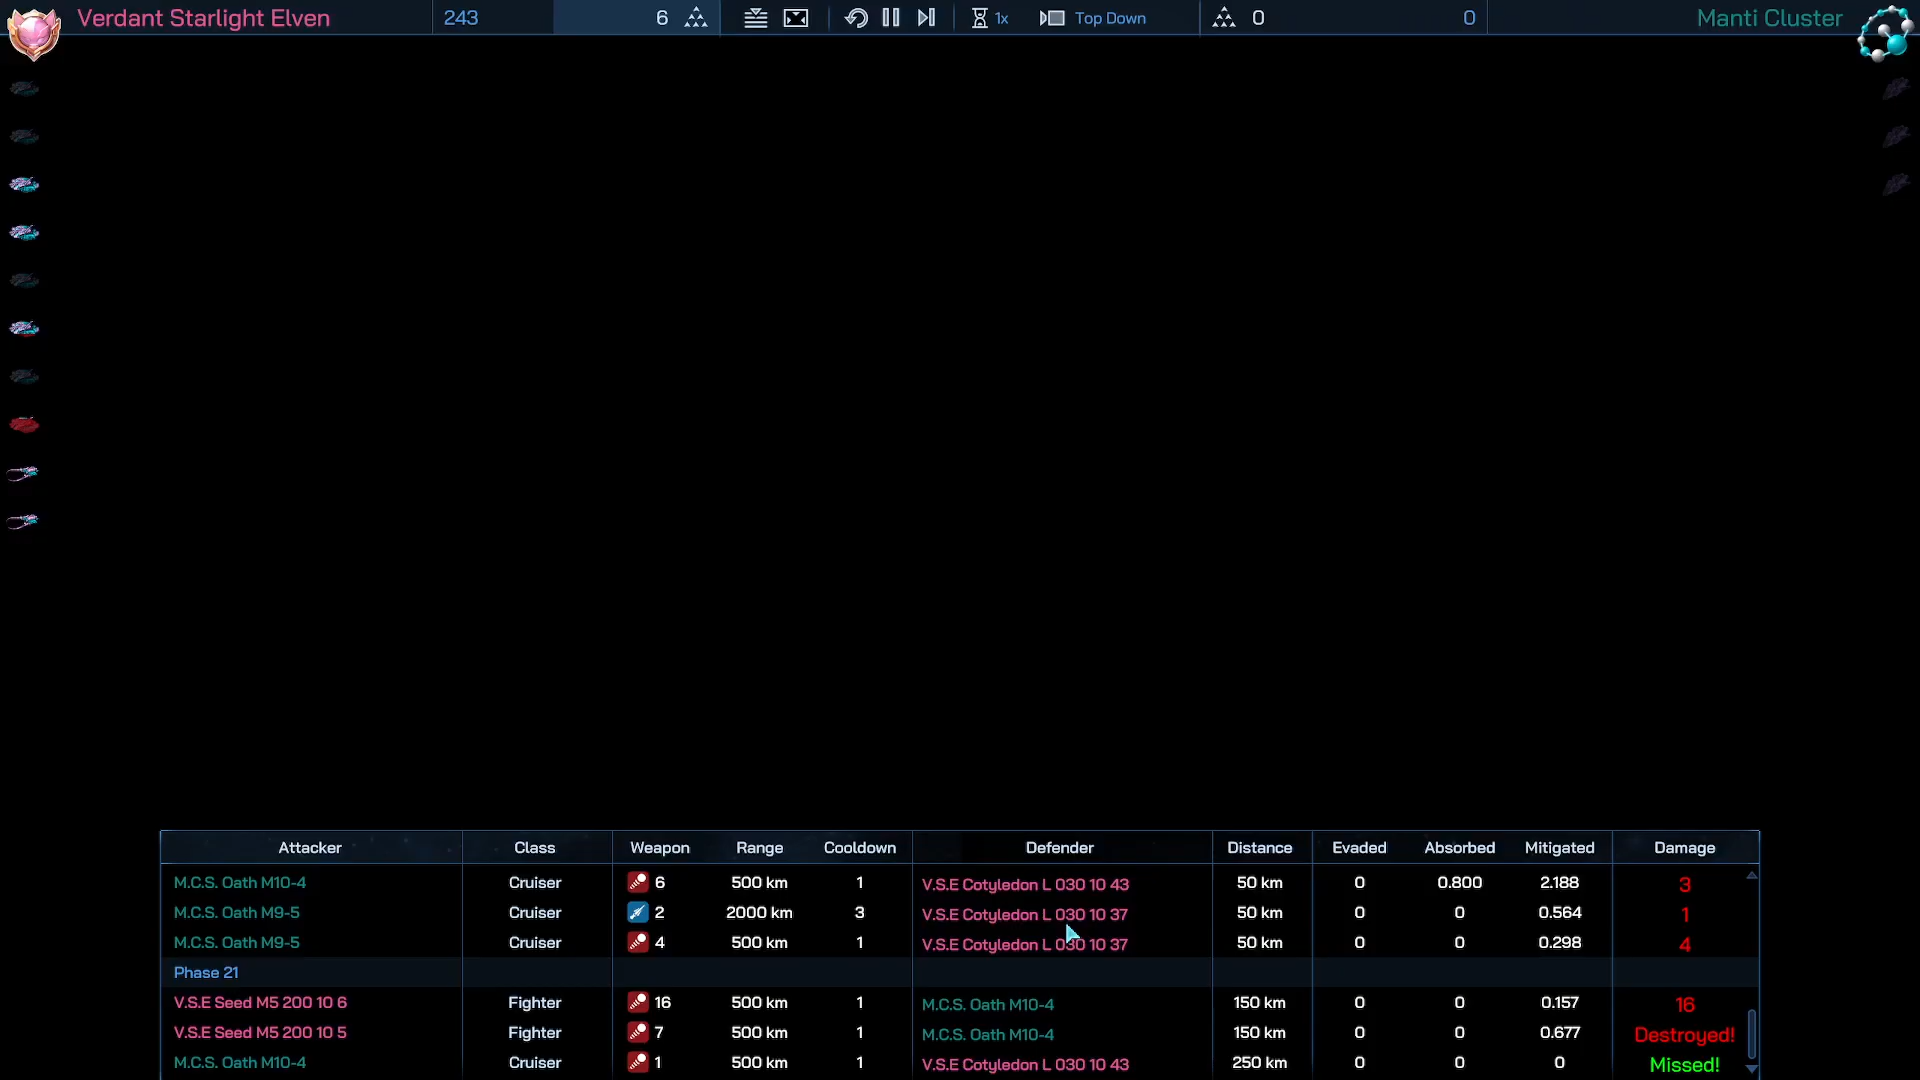 Verdant Starlight Elven 243 6 1x Top Down 0 0 Manti Cluster
Attacker Class Weapon Range Cooldown Defender Distance Evaded Absorbed Mitigated Damage
M.C.S. Oath M10-4 Cruiser 6 500 km 1 V.S.E Cotyledon L 030 10 43 50 km 0 0.800 2.188 3
M.C.S. Oath M9-5 Cruiser 2 2000 km 3 V.S.E Cotyledon L 030 10 37 50 km 0 0 0.564 1
M.C.S. Oath M9-5 Cruiser 4 500 km 1 V.S.E Cotyledon L 030 10 37 50 km 0 0 0.298 4
Phase 21
V.S.E Seed M5 200 10 6 Fighter 16 500 km 1 M.C.S. Oath M10-4 150 km 0 0 0.157 16
V.S.E Seed M5 200 10 5 Fighter 7 500 km 1 M.C.S. Oath M10-4 150 km 0 0 0.677 Destroyed!
M.C.S. Oath M10-4 Cruiser 1 500 km 1 V.S.E Cotyledon L 030 10 43 250 km 0 0 0 Missed!